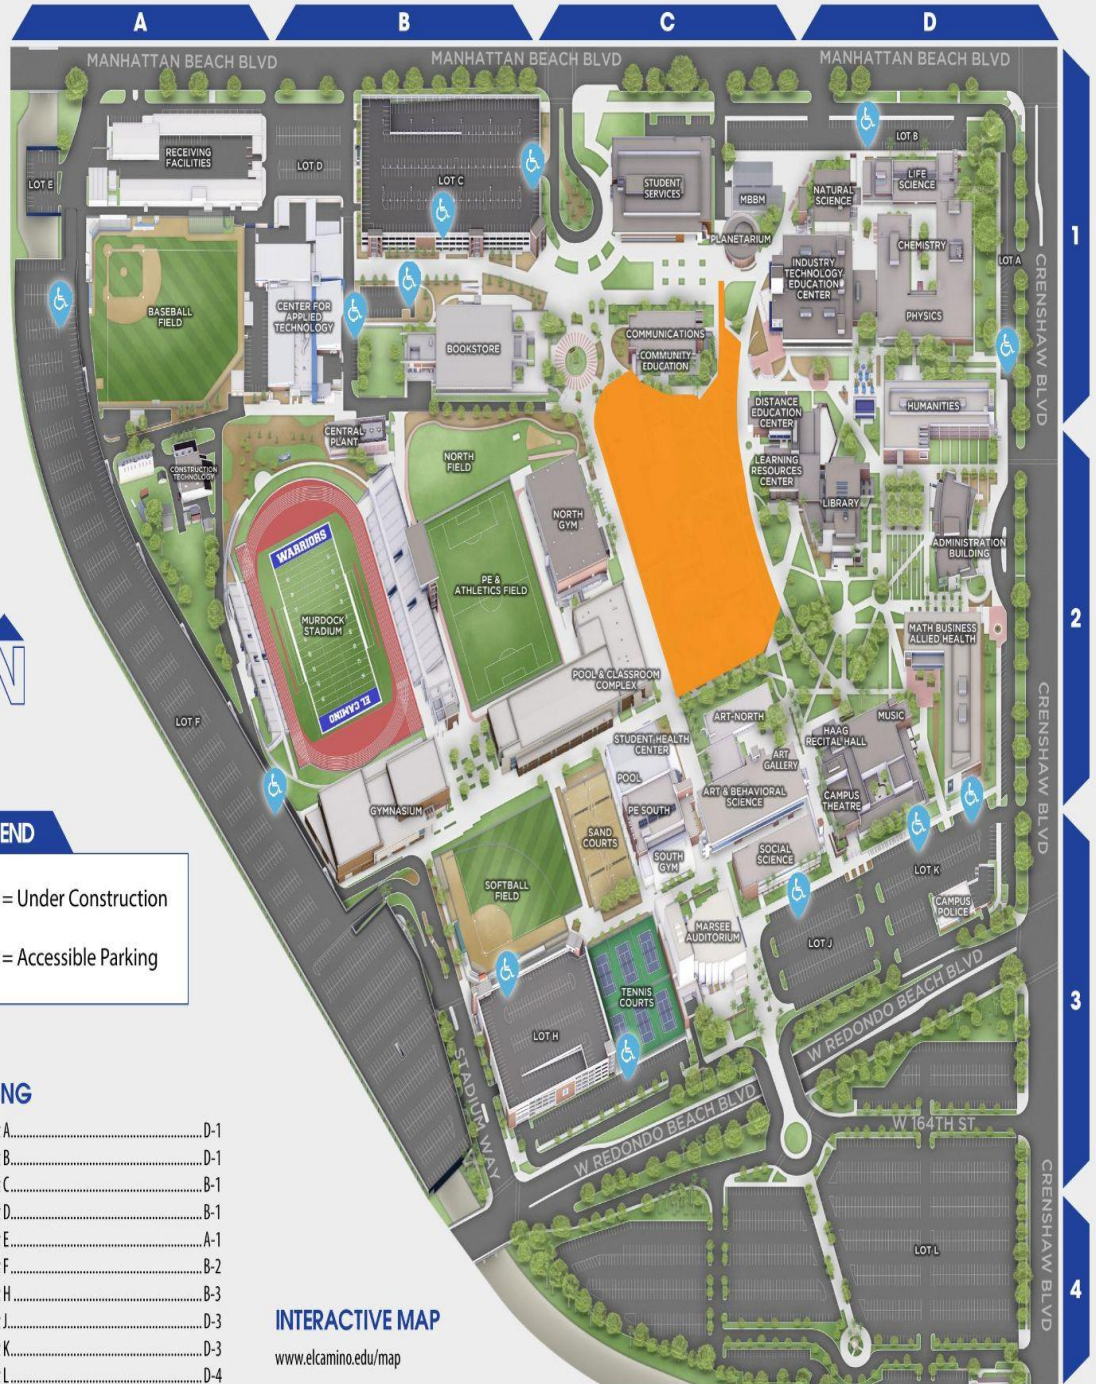 A
B
C
D
MANHATTAN BEACH BLVD
MANHATTAN BEACH BLVD
MANHATTAN BEACH BLVD
1
2
3
4
LOT E
RECEIVING
FACILITIES
LOT D
LOT C
STUDENT
SERVICES
MBBM
PLANETARIUM
NATURAL
SCIENCE
LIFE
SCIENCE
LOT B
CHEMISTRY
LOT A
INDUSTRY
TECHNOLOGY
EDUCATION
CENTER
PHYSICS
CRENSHAW BLVD
BASEBALL
FIELD
CENTER FOR
APPLIED
TECHNOLOGY
BOOKSTORE
COMMUNICATIONS
COMMUNITY
EDUCATION
DISTANCE
EDUCATION
CENTER
HUMANITIES
CENTRAL
PLANT
NORTH
FIELD
CONSTRUCTION
TECHNOLOGY
LEARNING
RESOURCES
CENTER
LIBRARY
NORTH
GYM
ADMINISTRATION
BUILDING
WARRIORS
PE &
ATHLETICS FIELD
MURDOCK
STADIUM
EL CAMINO
MATH BUSINESS
ALLIED HEALTH
POOL & CLASSROOM
COMPLEX
N
LOT F
ART-NORTH
MUSIC
HAAG
RECITAL HALL
STUDENT HEALTH
CENTER
ART
GALLERY
POOL
CRENSHAW BLVD
GYMNASIUM
PE SOUTH
ART & BEHAVIORAL
SCIENCE
CAMPUS
THEATRE
SAND
COURTS
SOUTH
GYM
SOCIAL
SCIENCE
LOT K
SOFTBALL
FIELD
CAMPUS
POLICE
MARSEE
AUDITORIUM
LOT J
TENNIS
COURTS
LOT H
W REDONDO BEACH BLVD
W REDONDO BEACH BLVD
STADIUM WAY
W 164TH ST
CRENSHAW BLVD
LOT L
END
= Under Construction
= Accessible Parking
NG
A..........D-1
B..........D-1
C..........B-1
D..........B-1
E..........A-1
F..........B-2
H..........B-3
J..........D-3
K..........D-3
L..........D-4
INTERACTIVE MAP
www.elcamino.edu/map